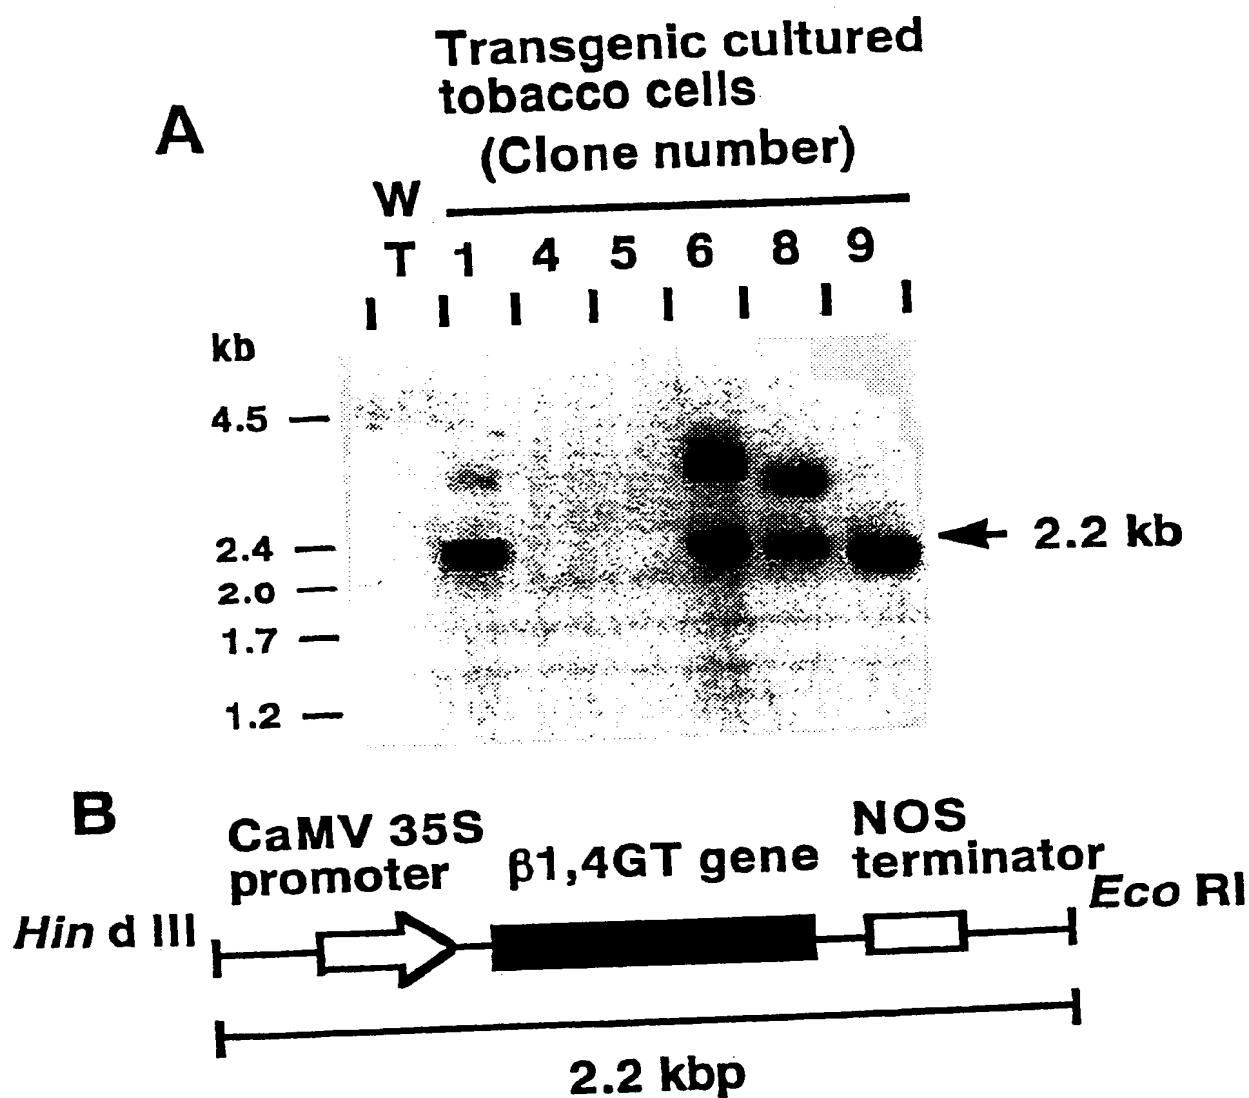 A
Transgenic cultured
tobacco cells
(Clone number)
W
T 1 4 5 6 8 9
kb
4.5
2.4
2.0
1.7
1.2
2.2 kb
B
CaMV 35S
promoter
β1,4GT gene
NOS
terminator
Hin d III
Eco RI
2.2 kbp